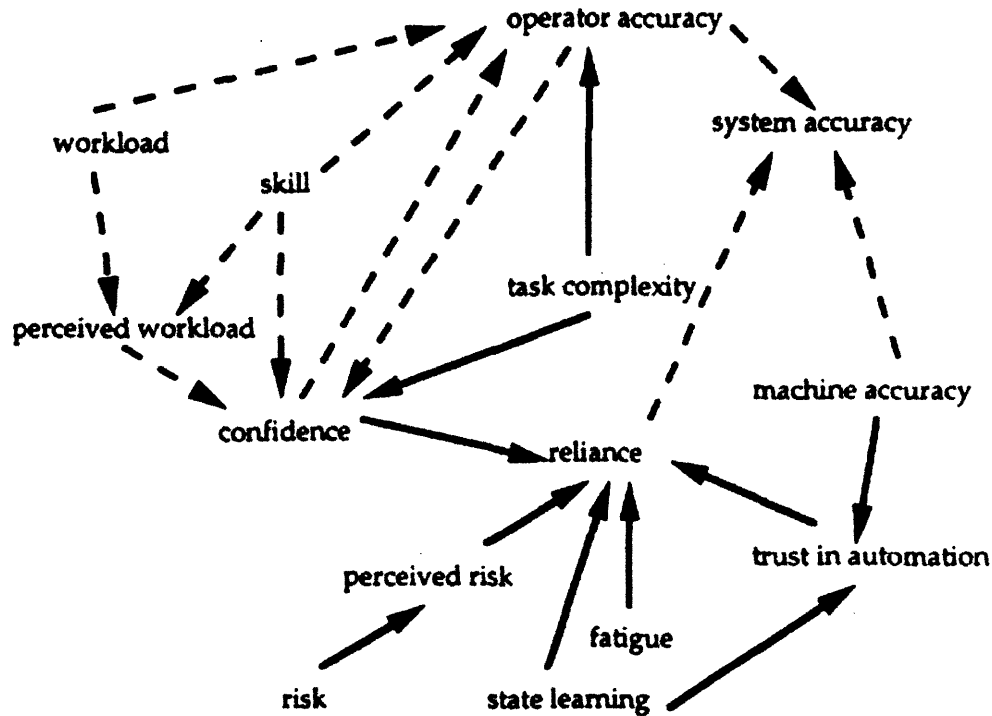 operator accuracy
system accuracy
workload
skill
task complexity
perceived workload
machine accuracy
confidence
reliance
trust in automation
perceived risk
fatigue
risk
state learning